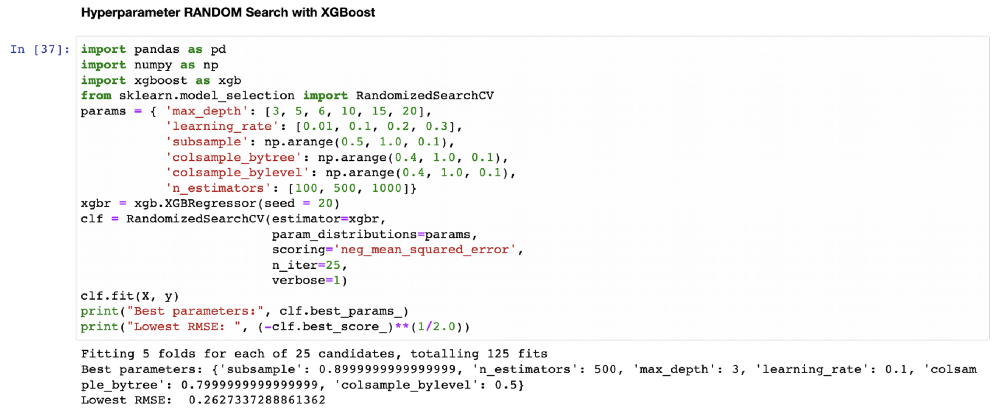 Hyperparameter RANDOM Search with XGBoost
In [37]: import pandas as pd
import numpy as np
import xgboost as xgb
from sklearn.model_selection import RandomizedSearchCV
params = { 'max_depth': [3, 5, 6, 10, 15, 20],
'learning_rate': [0.01, 0.1, 0.2, 0.3],
'subsample': np.arange(0.5, 1.0, 0.1),
'colsample_bytree': np.arange(0.4, 1.0, 0.1),
'colsample_bylevel': np.arange(0.4, 1.0, 0.1),
'n_estimators': [100, 500, 1000]}
xgbr = xgb.XGBRegressor(seed = 20)
clf = RandomizedSearchCV(estimator=xgbr,
param_distributions=params,
scoring='neg_mean_squared_error',
n_iter=25,
verbose=1)
clf.fit(X, y)
print("Best parameters:", clf.best_params_)
print("Lowest RMSE: ", (-clf.best_score_)**(1/2.0))
Fitting 5 folds for each of 25 candidates, totalling 125 fits
Best parameters: {'subsample': 0.8999999999999999, 'n_estimators': 500, 'max_depth': 3, 'learning_rate': 0.1, 'colsam
ple_bytree': 0.7999999999999999, 'colsample_bylevel': 0.5}
Lowest RMSE:  0.2627337288861362